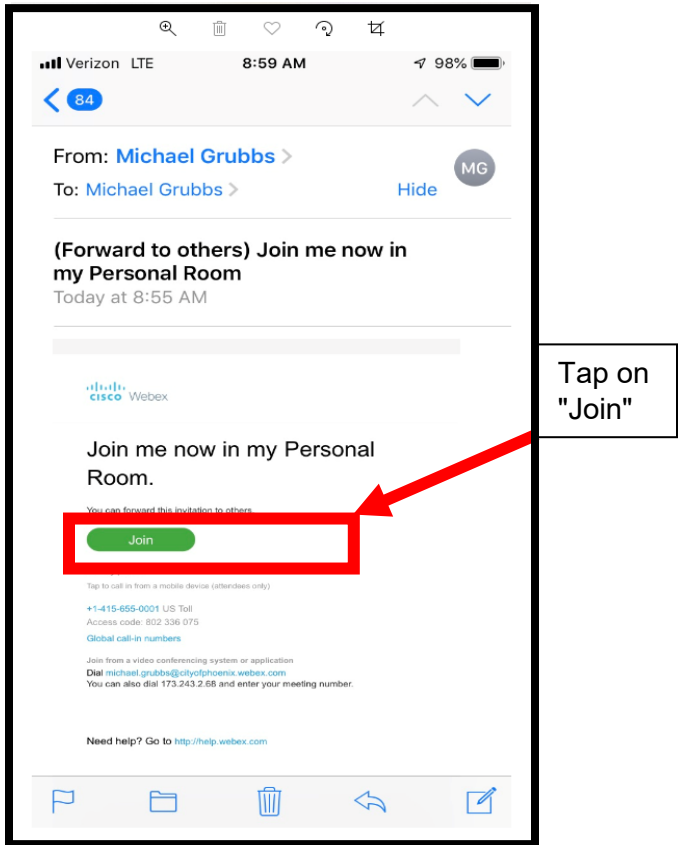 Verizon LTE 8:59 AM 98%
84
From: Michael Grubbs
MG
To: Michael Grubbs
Hide
(Forward to others) Join me now in
my Personal Room
Today at 8:55 AM
Tap on
"Join"
cisco Webex
Join me now in my Personal
Room.
You can forward this invitation to others.
Join
Tap to call in from a mobile device (attendees only)
+1-415-655-0001 US Toll
Access code: 802 336 075
Global call-in numbers
Join from a video conferencing system or application
Dial michael.grubbs@cityofphoenix.webex.com
You can also dial 173.243.2.68 and enter your meeting number.
Need help? Go to http://help.webex.com